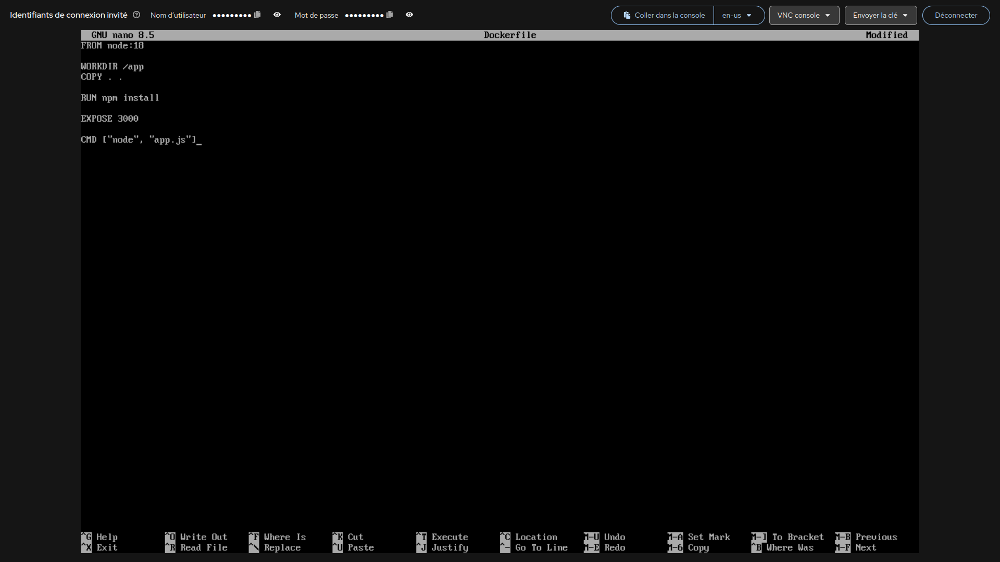 Identifiants de connexion invité Nom d'utilisateur ●●●●●●●●● Mot de passe ●●●●●●●●● Coller dans la console en-us VNC console Envoyer la clé Déconnecter
GNU nano 8.5 Dockerfile Modified
FROM node:18
WORKDIR /app
COPY . .
RUN npm install
EXPOSE 3000
CMD ["node", "app.js"]_
^G Help ^O Write Out ^F Where Is ^K Cut ^T Execute ^C Location M-U Undo M-A Set Mark M-] To Bracket M-B Previous
^X Exit ^R Read File ^\ Replace ^U Paste ^J Justify ^- Go To Line M-E Redo M-6 Copy ^B Where Was M-F Next